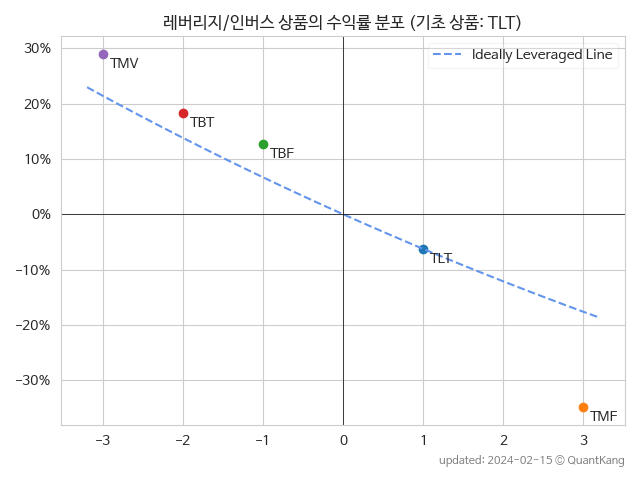 레버리지/인버스 상품의 수익률 분포 (기초 상품: TLT)
30%
20%
10%
0%
−10%
−20%
−30%
Ideally Leveraged Line
TMV
TBT
TBF
TLT
TMF
−3
−2
−1
0
1
2
3
updated: 2024-02-15 © QuantKang